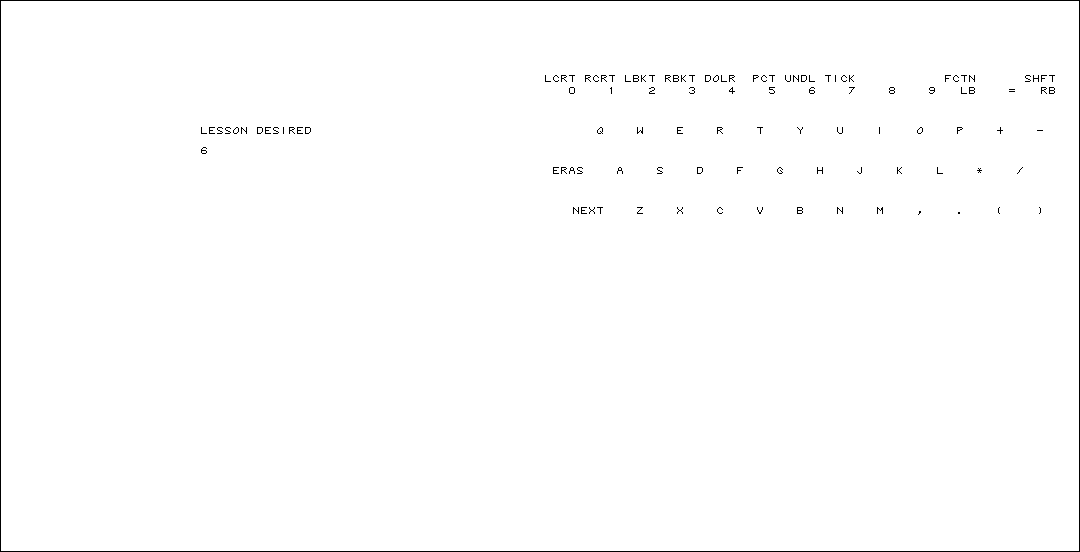 LCRT RCRT LBKT RBKT DOLR PCT UNDL TICK FCTN SHFT
0 1 2 3 4 5 6 7 8 9 LB = RB
LESSON DESIRED
Q W E R T Y U I O P + -
6
ERAS A S D F G H J K L * /
NEXT Z X C V B N M , . ( )